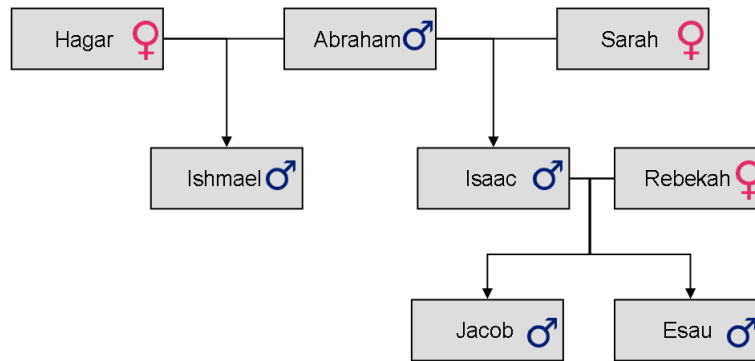 Hagar
Abraham
Sarah
Ishmael
Isaac
Rebekah
Jacob
Esau